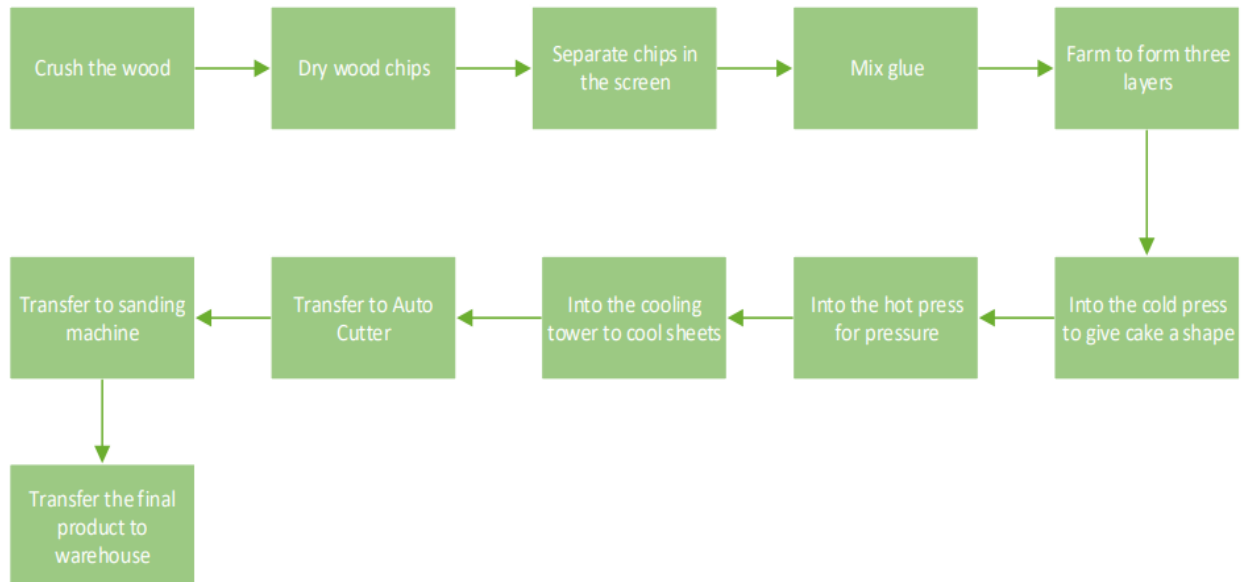 Crush the wood
Dry wood chips
Separate chips in
the screen
Mix glue
Farm to form three
layers
Into the cold press
to give cake a shape
Into the hot press
for pressure
Into the cooling
tower to cool sheets
Transfer to Auto
Cutter
Transfer to sanding
machine
Transfer the final
product to
warehouse